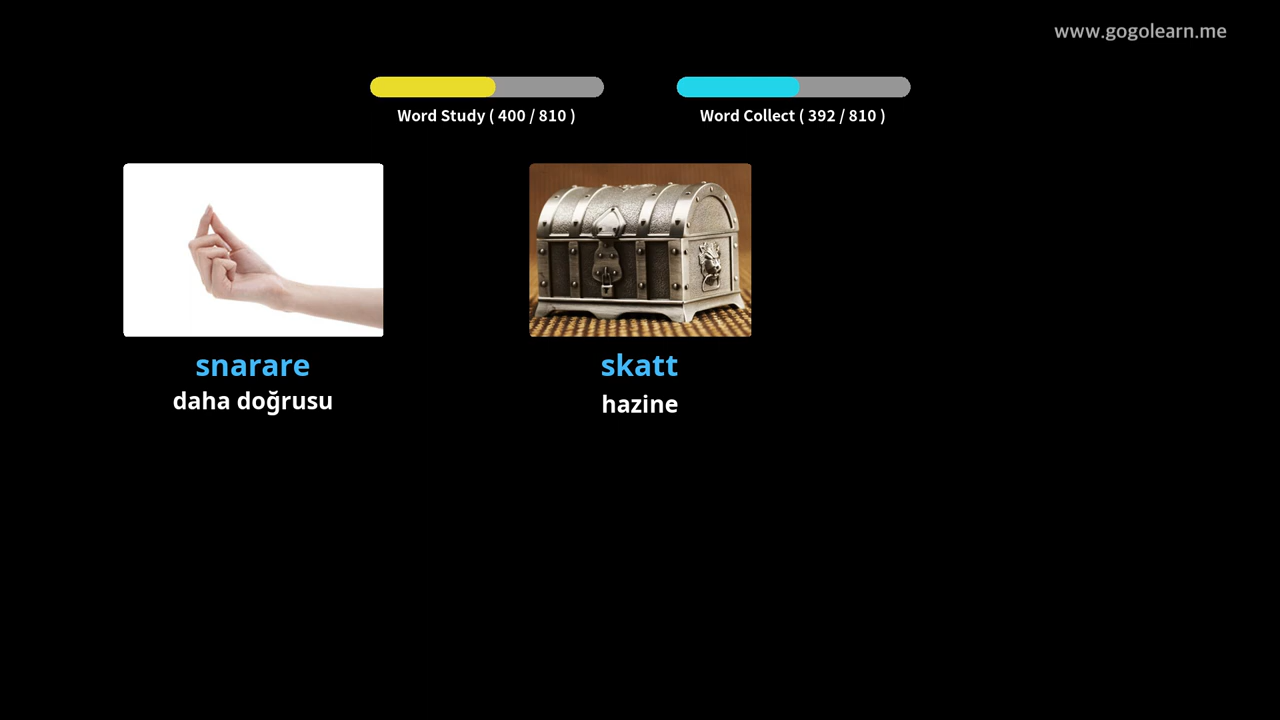 www.gogolearn.me
Word Study ( 400 / 810 )
Word Collect ( 392 / 810 )
snarare
daha doğrusu
skatt
hazine